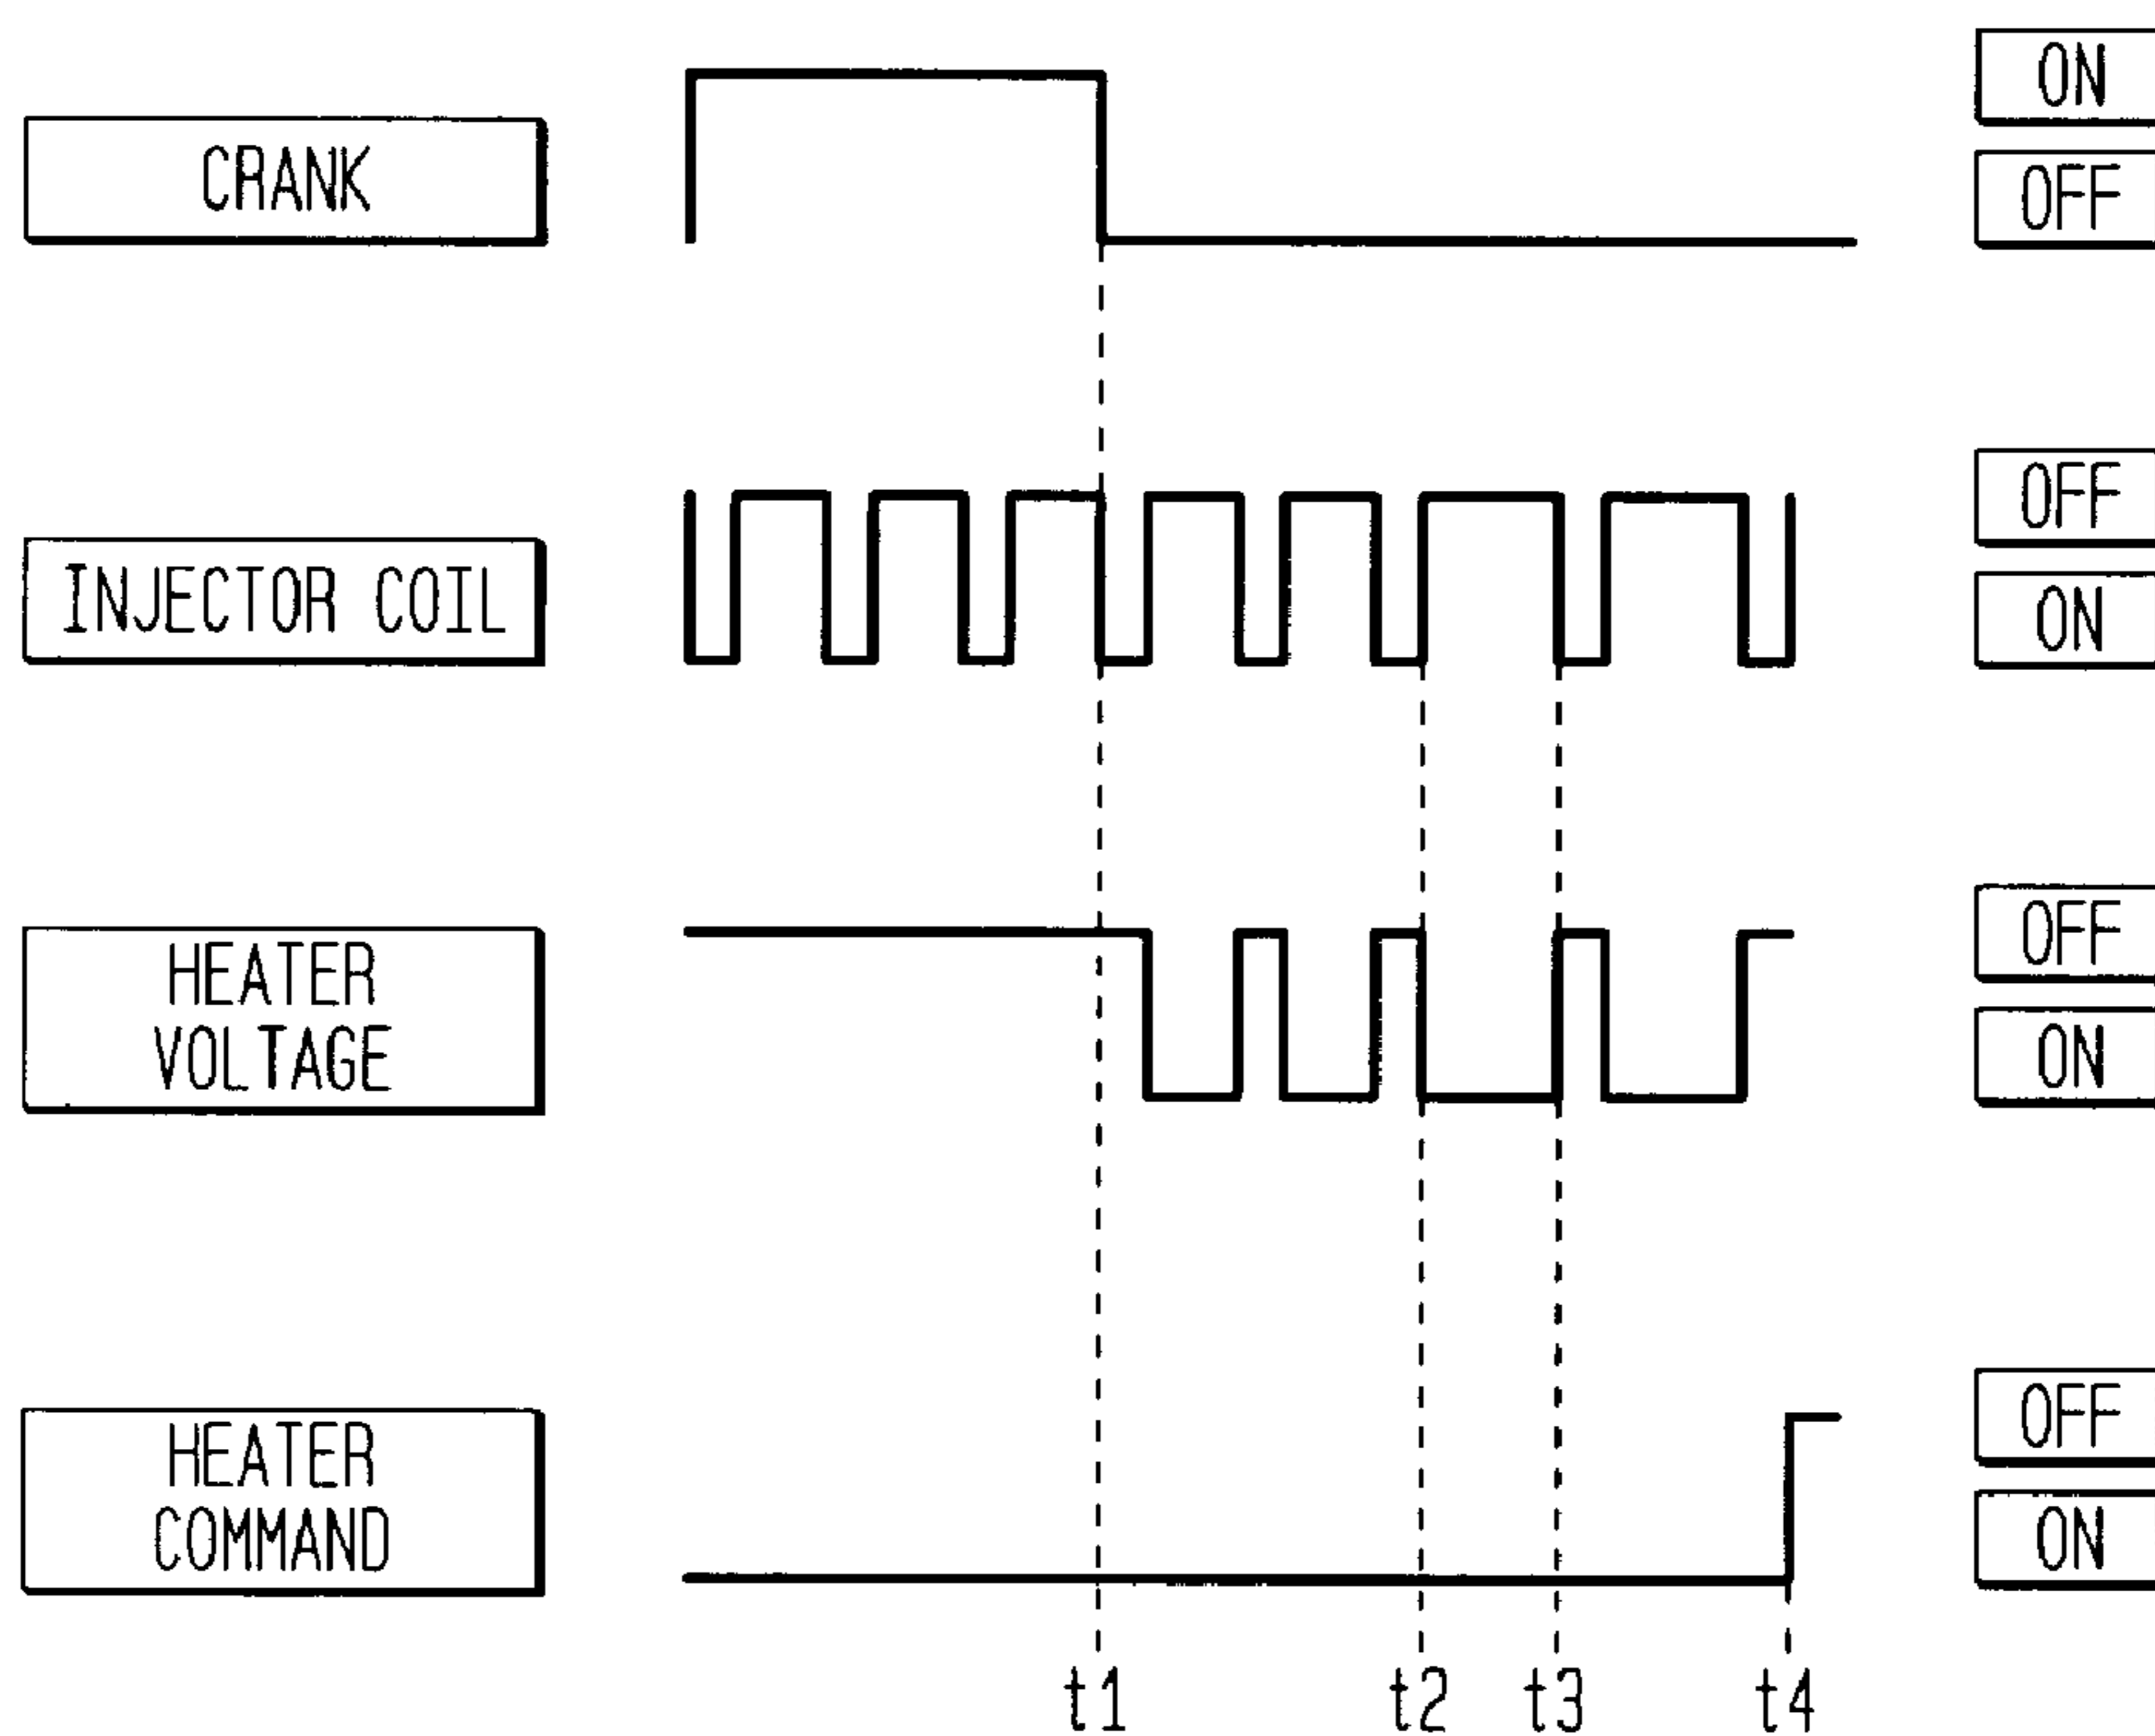 ON
CRANK
OFF
OFF
INJECTOR COIL
ON
HEATER
VOLTAGE
OFF
ON
HEATER
COMMAND
OFF
ON
t1 t2 t3 t4